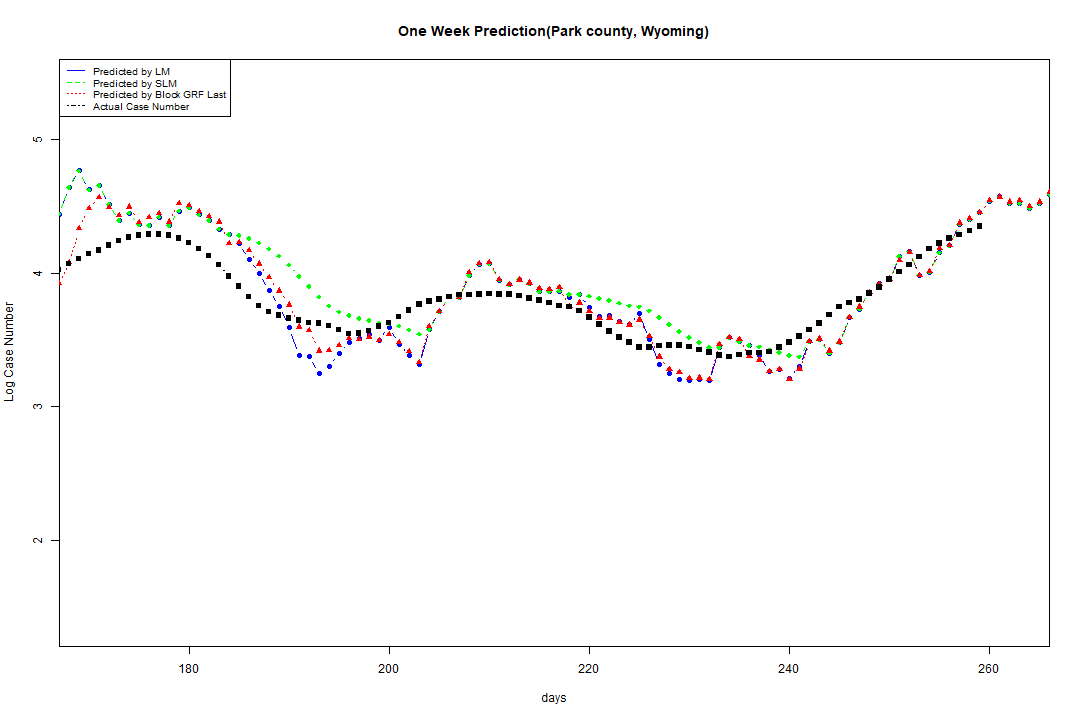 One Week Prediction(Park county, Wyoming)
Predicted by LM
Predicted by SLM
Predicted by Block GRF Last
Actual Case Number
5
4
3
2
Log Case Number
180 200 220 240 260
days